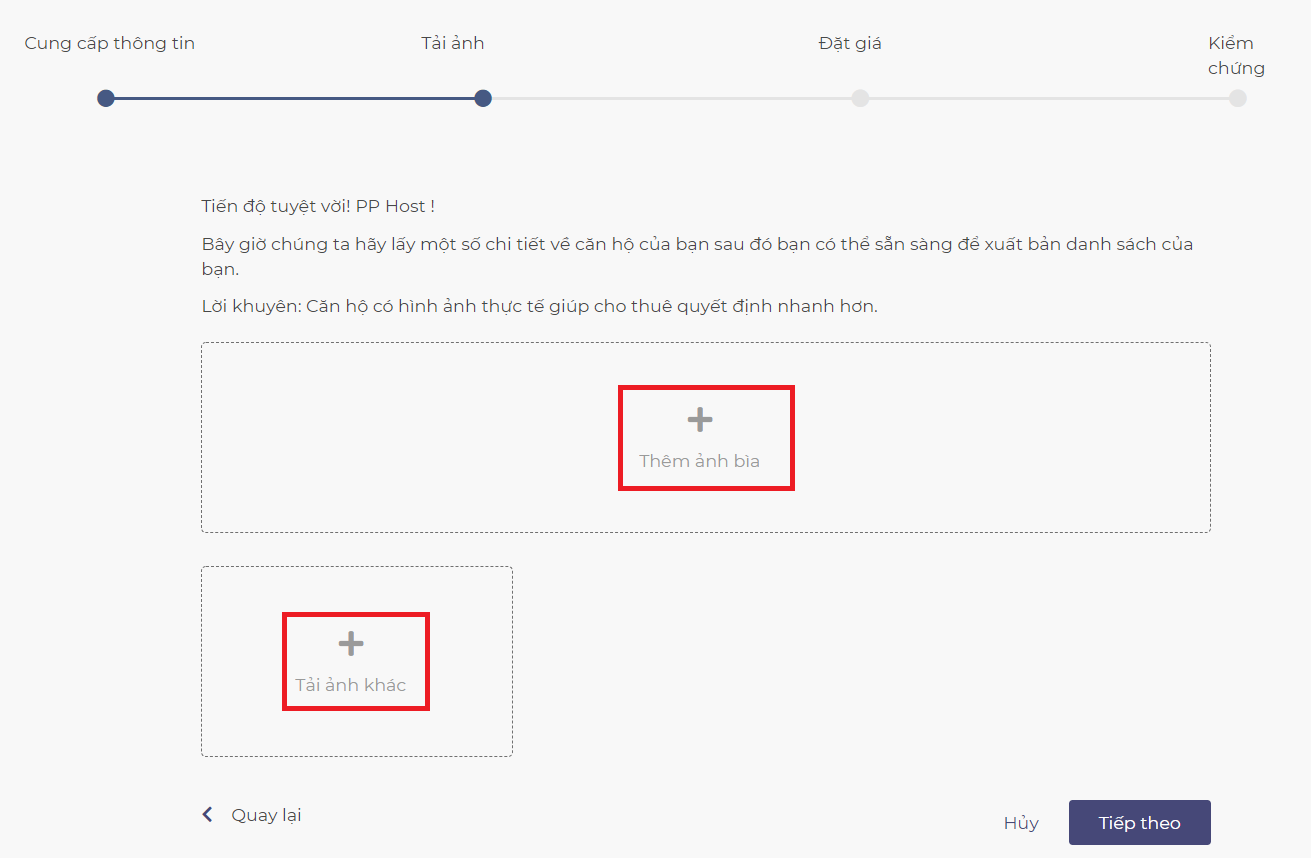 Cung cấp thông tin
Tải ảnh
Đặt giá
Kiểm
chứng
Tiến độ tuyệt vời! PP Host !
Bây giờ chúng ta hãy lấy một số chi tiết về căn hộ của bạn sau đó bạn có thể sẵn sàng để xuất bản danh sách của
bạn.
Lời khuyên: Căn hộ có hình ảnh thực tế giúp cho thuê quyết định nhanh hơn.
Thêm ảnh bìa
Tải ảnh khác
Quay lại
Hủy
Tiếp theo